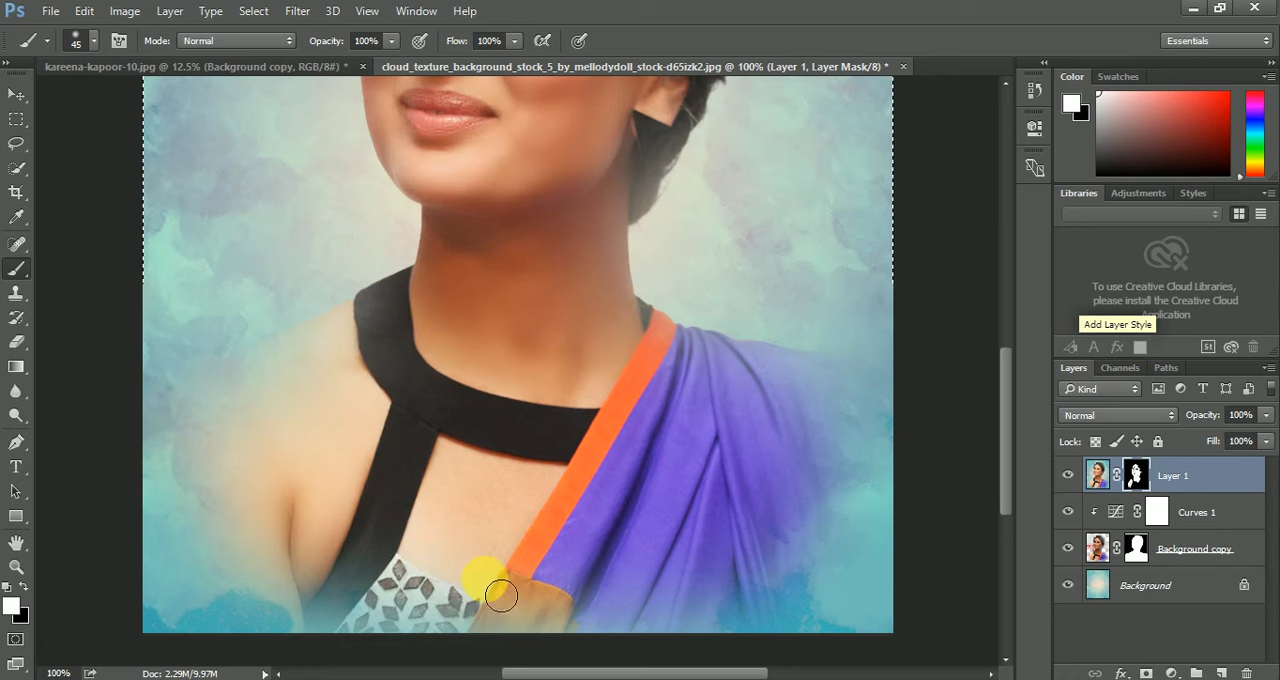 Ps File Edit Image Layer Type Select Filter 3D View Window Help
45 Mode: Normal Opacity: 100% Flow: 100% Essentials
kareena-kapoor-10.jpg @ 12.5% (Background copy, RGB/8#) * × cloud_texture_background_stock_5_by_mellodydoll_stock-d65izk2.jpg @ 100% (Layer 1, Layer Mask/8) * ×
Color Swatches
Libraries Adjustments Styles
To use Creative Cloud Libraries,
please install the Creative Cloud
Application
Add Layer Style
Layers Channels Paths
Kind
Normal Opacity: 100%
Lock: Fill: 100%
Layer 1
Curves 1
Background copy
Background
100% Doc: 2.29M/9.97M